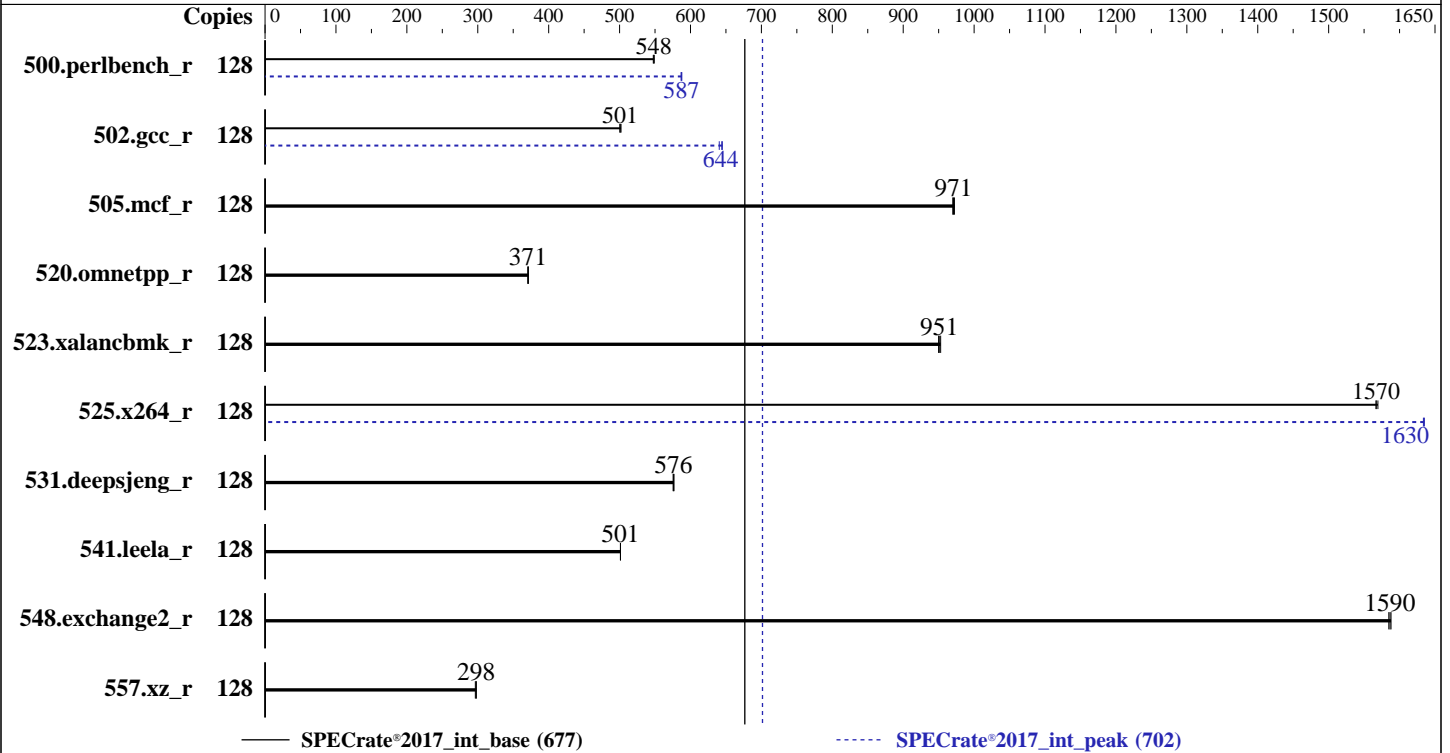 Copies 0 100 200 300 400 500 600 700 800 900 1000 1100 1200 1300 1400 1500 1650
548
500.perlbench_r 128
587
501
502.gcc_r 128
644
971
505.mcf_r 128
371
520.omnetpp_r 128
951
523.xalancbmk_r 128
1570
525.x264_r 128
1630
576
531.deepsjeng_r 128
501
541.leela_r 128
1590
548.exchange2_r 128
298
557.xz_r 128
SPECrate®2017_int_base (677) SPECrate®2017_int_peak (702)